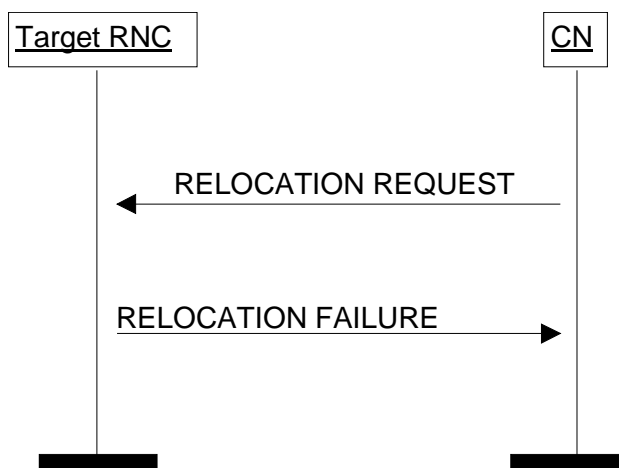 Target RNC
CN
RELOCATION REQUEST
RELOCATION FAILURE